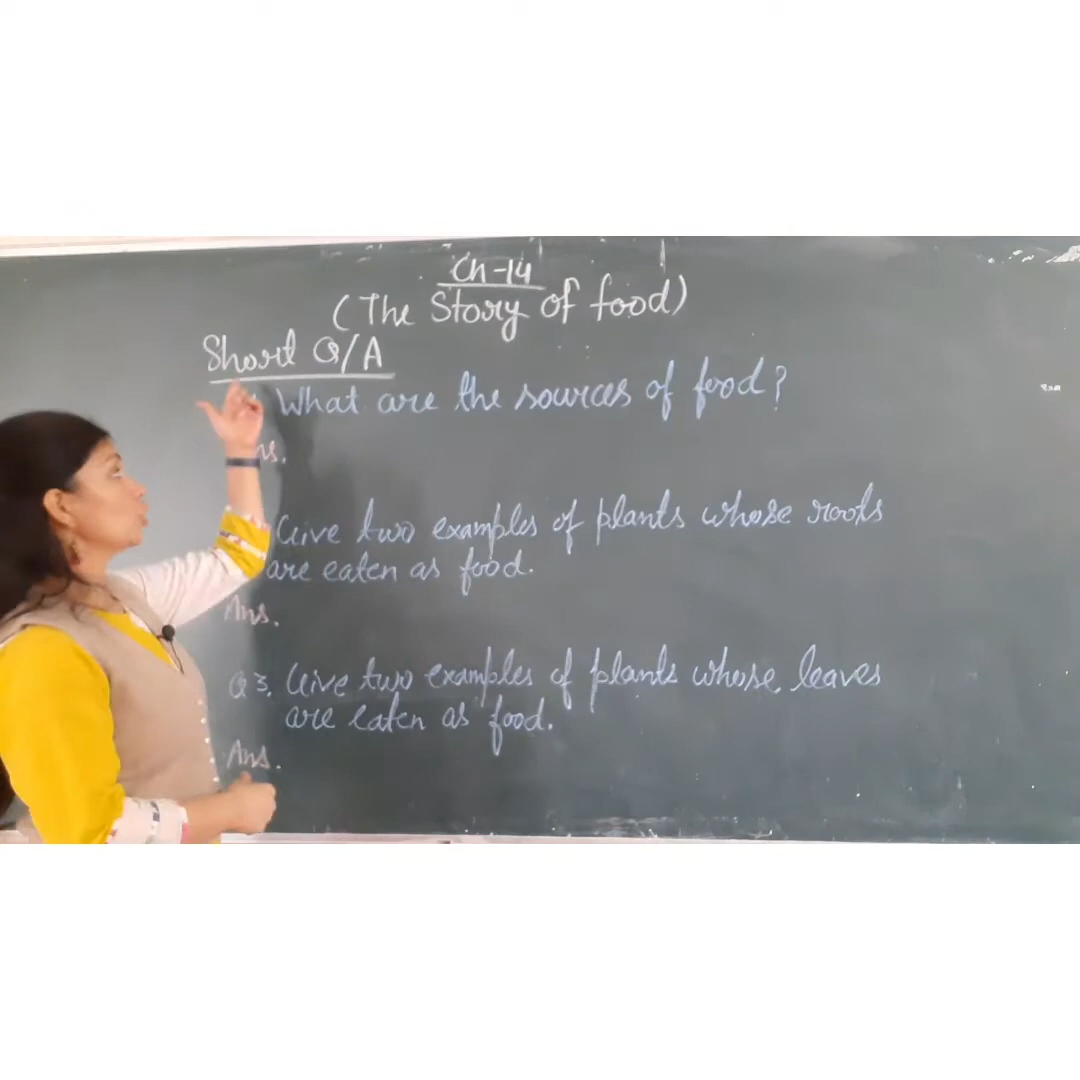 Ch-14
(The Story of food)
Short Q/A
What are the sources of food?
ns.
Give two examples of plants whose roots
are eaten as food.
Ans.
Q3. Give two examples of plants whose leaves
are eaten as food.
Ans.